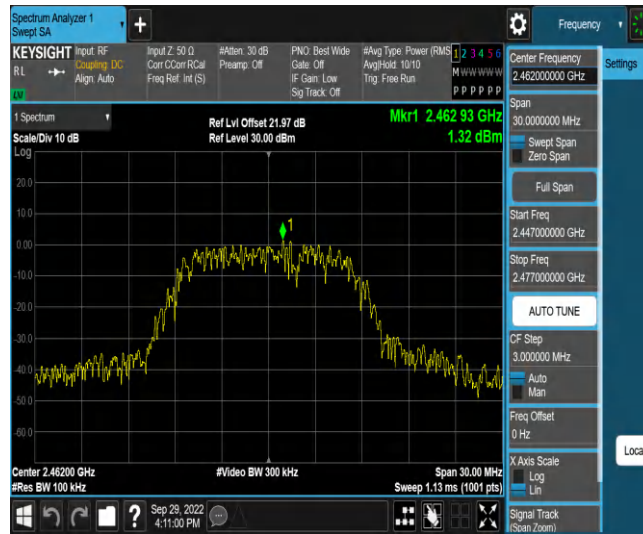 Spectrum Analyzer 1
Swept SA
+
Frequency
KEYSIGHT
RL
LNI
Input: RF
Coupling: DC
Align: Auto
Input Z: 50 Ω
Corr CCorr RCal
Freq Ref: Int (S)
#Atten: 30 dB
Preamp: Off
PNO: Best Wide
Gate: Off
IF Gain: Low
Sig Track: Off
#Avg Type: Power (RMS
Avg|Hold: 10/10
Trig: Free Run
1 2 3 4 5 6
M W W W W W
P P P P P P
1 Spectrum
Scale/Div 10 dB
Log
Ref Lvl Offset 21.97 dB
Ref Level 30.00 dBm
Mkr1 2.462 93 GHz
1.32 dBm
20.0
10.0
0.00
-10.0
-20.0
-30.0
-40.0
-50.0
-60.0
1
Center 2.46200 GHz
#Res BW 100 kHz
#Video BW 300 kHz
Span 30.00 MHz
Sweep 1.13 ms (1001 pts)
?
Sep 29, 2022
4:11:00 PM
Center Frequency
2.462000000 GHz
Span
30.0000000 MHz
Swept Span
Zero Span
Full Span
Start Freq
2.447000000 GHz
Stop Freq
2.477000000 GHz
AUTO TUNE
CF Step
3.000000 MHz
Auto
Man
Freq Offset
0 Hz
X Axis Scale
Log
Lin
Signal Track
(Span Zoom)
Settings
Loca